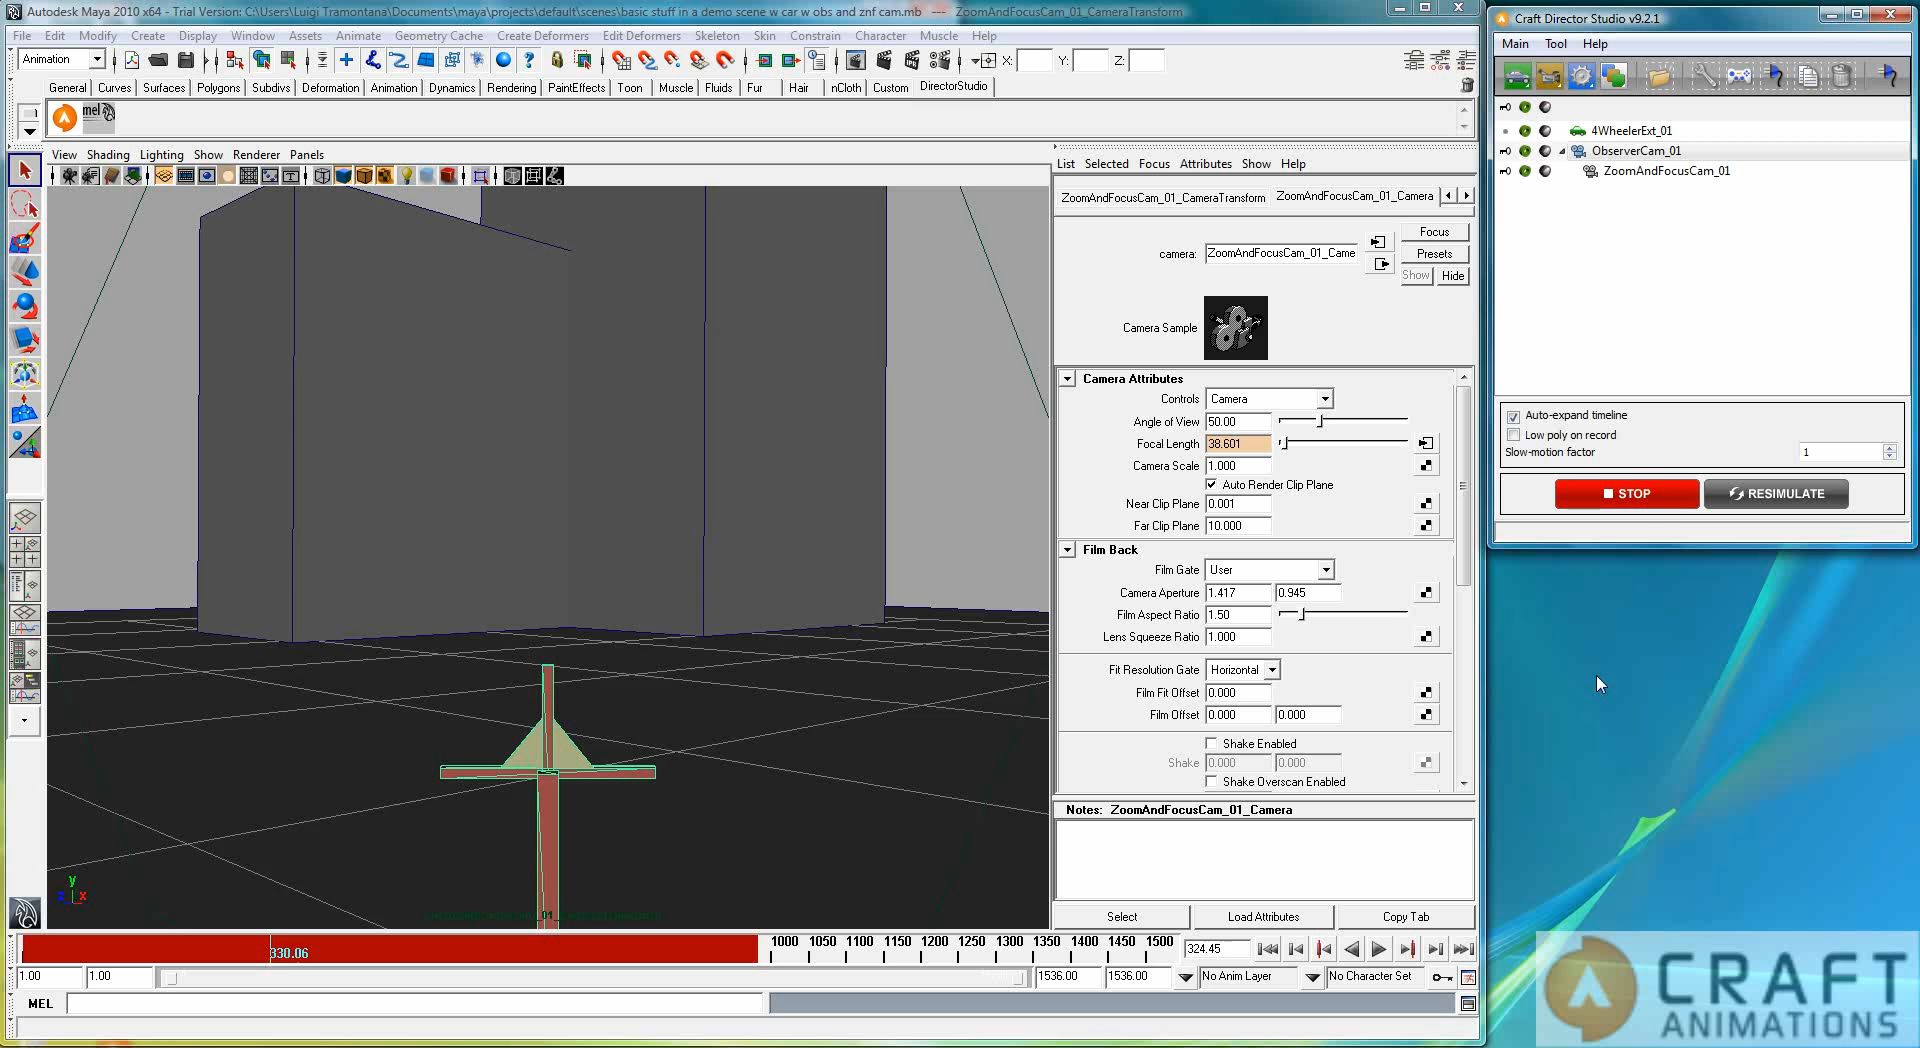 Autodesk Maya 2010 x64 - Trial Version: C:\Users\Luigi Tramontana\Documents\maya\projects\default\scenes\basic stuff in a demo scene w car w obs and znf cam.mb --- ZoomAndFocusCam_01_CameraTransform
File Edit Modify Create Display Window Assets Animate Geometry Cache Create Deformers Edit Deformers Skeleton Skin Constrain Character Muscle Help
Animation X: Y: Z:
General Curves Surfaces Polygons Subdivs Deformation Animation Dynamics Rendering PaintEffects Toon Muscle Fluids Fur Hair nCloth Custom DirectorStudio
mel
View Shading Lighting Show Renderer Panels
List Selected Focus Attributes Show Help
ZoomAndFocusCam_01_CameraTransform ZoomAndFocusCam_01_Camera
camera: ZoomAndFocusCam_01_Came
Focus
Presets
Show Hide
Camera Sample
Camera Attributes
Controls Camera
Angle of View 50.00
Focal Length 38.601
Camera Scale 1.000
Auto Render Clip Plane
Near Clip Plane 0.001
Far Clip Plane 10.000
Film Back
Film Gate User
Camera Aperture 1.417 0.945
Film Aspect Ratio 1.50
Lens Squeeze Ratio 1.000
Fit Resolution Gate Horizontal
Film Fit Offset 0.000
Film Offset 0.000 0.000
Shake Enabled
Shake 0.000 0.000
Shake Overscan Enabled
Notes: ZoomAndFocusCam_01_Camera
Select Load Attributes Copy Tab
y
z x
330.06 1000 1050 1100 1150 1200 1250 1300 1350 1400 1450 1500 324.45
1.00 1.00 1536.00 1536.00 No Anim Layer No Character Set
MEL
Craft Director Studio v9.2.1
Main Tool Help
4WheelerExt_01
ObserverCam_01
ZoomAndFocusCam_01
Auto-expand timeline
Low poly on record
Slow-motion factor 1
STOP RESIMULATE
CRAFT
ANIMATIONS